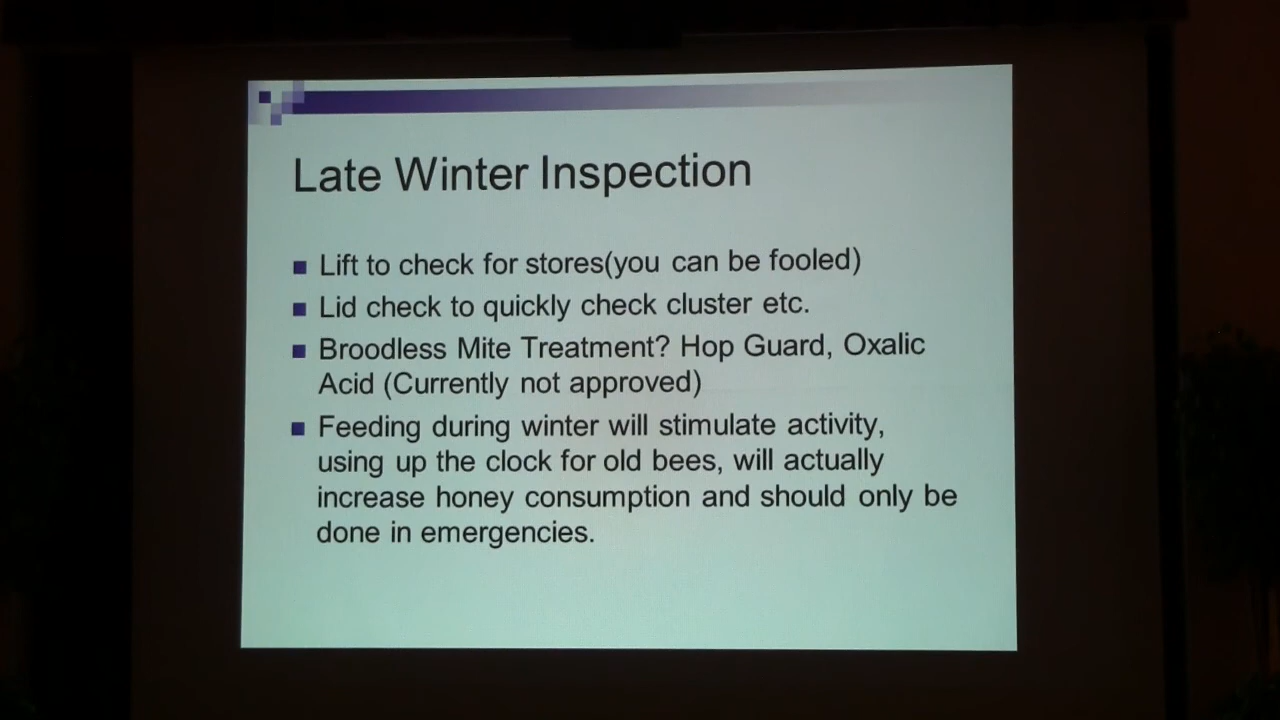 Late Winter Inspection
Lift to check for stores(you can be fooled)
Lid check to quickly check cluster etc.
Broodless Mite Treatment? Hop Guard, Oxalic
Acid (Currently not approved)
Feeding during winter will stimulate activity,
using up the clock for old bees, will actually
increase honey consumption and should only be
done in emergencies.